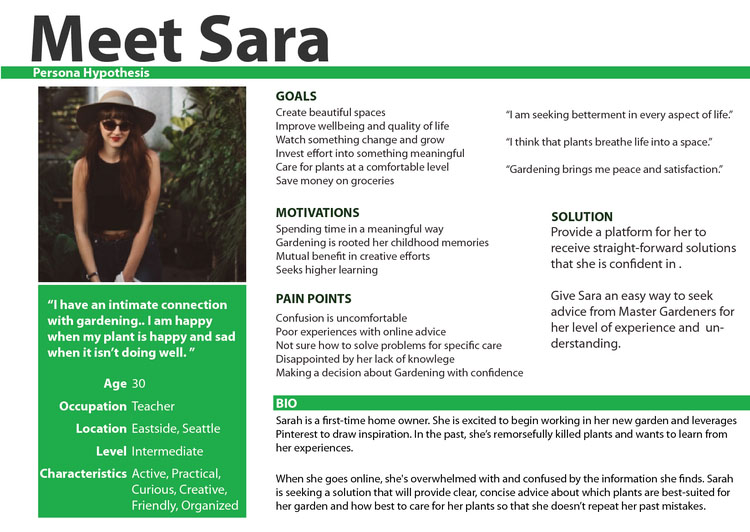 Meet Sara
Persona Hypothesis
“I have an intimate connection
with gardening.. I am happy
when my plant is happy and sad
when it isn’t doing well. ”
Age 30
Occupation Teacher
Location Eastside, Seattle
Level Intermediate
Characteristics Active, Practical,
Curious, Creative,
Friendly, Organized
GOALS
Create beautiful spaces
Improve wellbeing and quality of life
Watch something change and grow
Invest effort into something meaningful
Care for plants at a comfortable level
Save money on groceries
MOTIVATIONS
Spending time in a meaningful way
Gardening is rooted her childhood memories
Mutual benefit in creative efforts
Seeks higher learning
PAIN POINTS
Confusion is uncomfortable
Poor experiences with online advice
Not sure how to solve problems for specific care
Disappointed by her lack of knowlege
Making a decision about Gardening with confidence
“I am seeking betterment in every aspect of life.”
“I think that plants breathe life into a space.”
“Gardening brings me peace and satisfaction.”
SOLUTION
Provide a platform for her to
receive straight-forward solutions
that she is confident in .
Give Sara an easy way to seek
advice from Master Gardeners for
her level of experience and un-
derstanding.
BIO
Sarah is a first-time home owner. She is excited to begin working in her new garden and leverages
Pinterest to draw inspiration. In the past, she’s remorsefully killed plants and wants to learn from
her experiences.
When she goes online, she's overwhelmed with and confused by the information she finds. Sarah
is seeking a solution that will provide clear, concise advice about which plants are best-suited for
her garden and how best to care for her plants so that she doesn’t repeat her past mistakes.